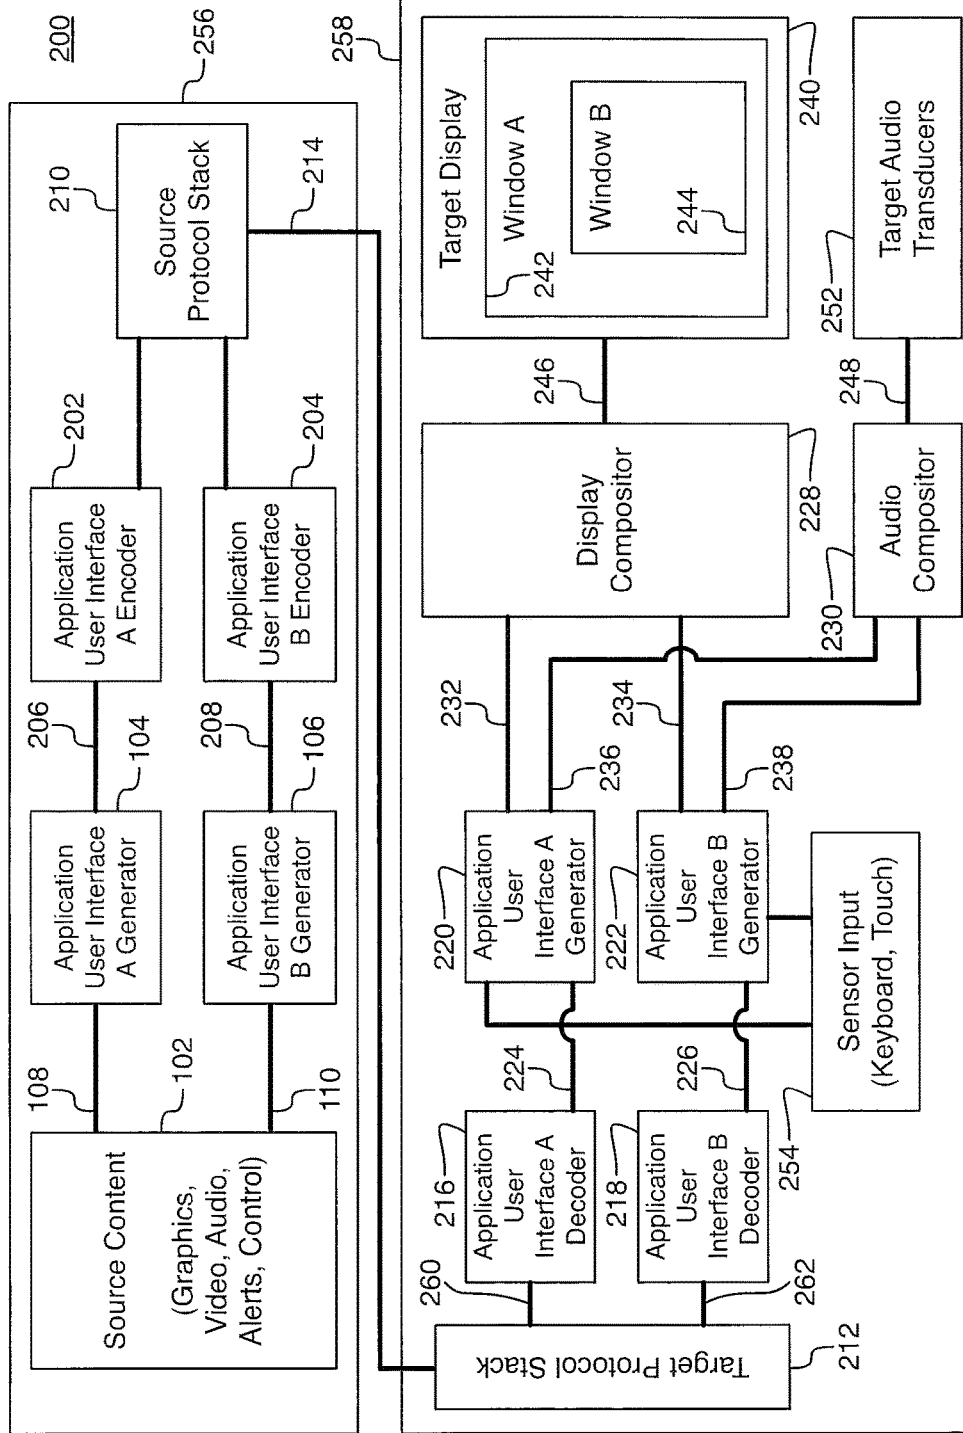 200
256
Source Content
(Graphics,
Video, Audio,
Alerts, Control)
102
108
110
Application
User Interface
A Generator
104
Application
User Interface
B Generator
106
206
208
Application
User Interface
A Encoder
202
Application
User Interface
B Encoder
204
Source
Protocol Stack
210
214
258
Target Protocol Stack
212
260
262
Application
User
Interface A
Decoder
216
Application
User
Interface B
Decoder
218
224
226
Application
User
Interface A
Generator
220
Application
User
Interface B
Generator
222
Sensor Input
(Keyboard, Touch)
254
232
236
234
238
Display
Compositor
228
Audio
Compositor
230
246
248
Target Display
240
Window A
242
Window B
244
Target Audio
Transducers
252